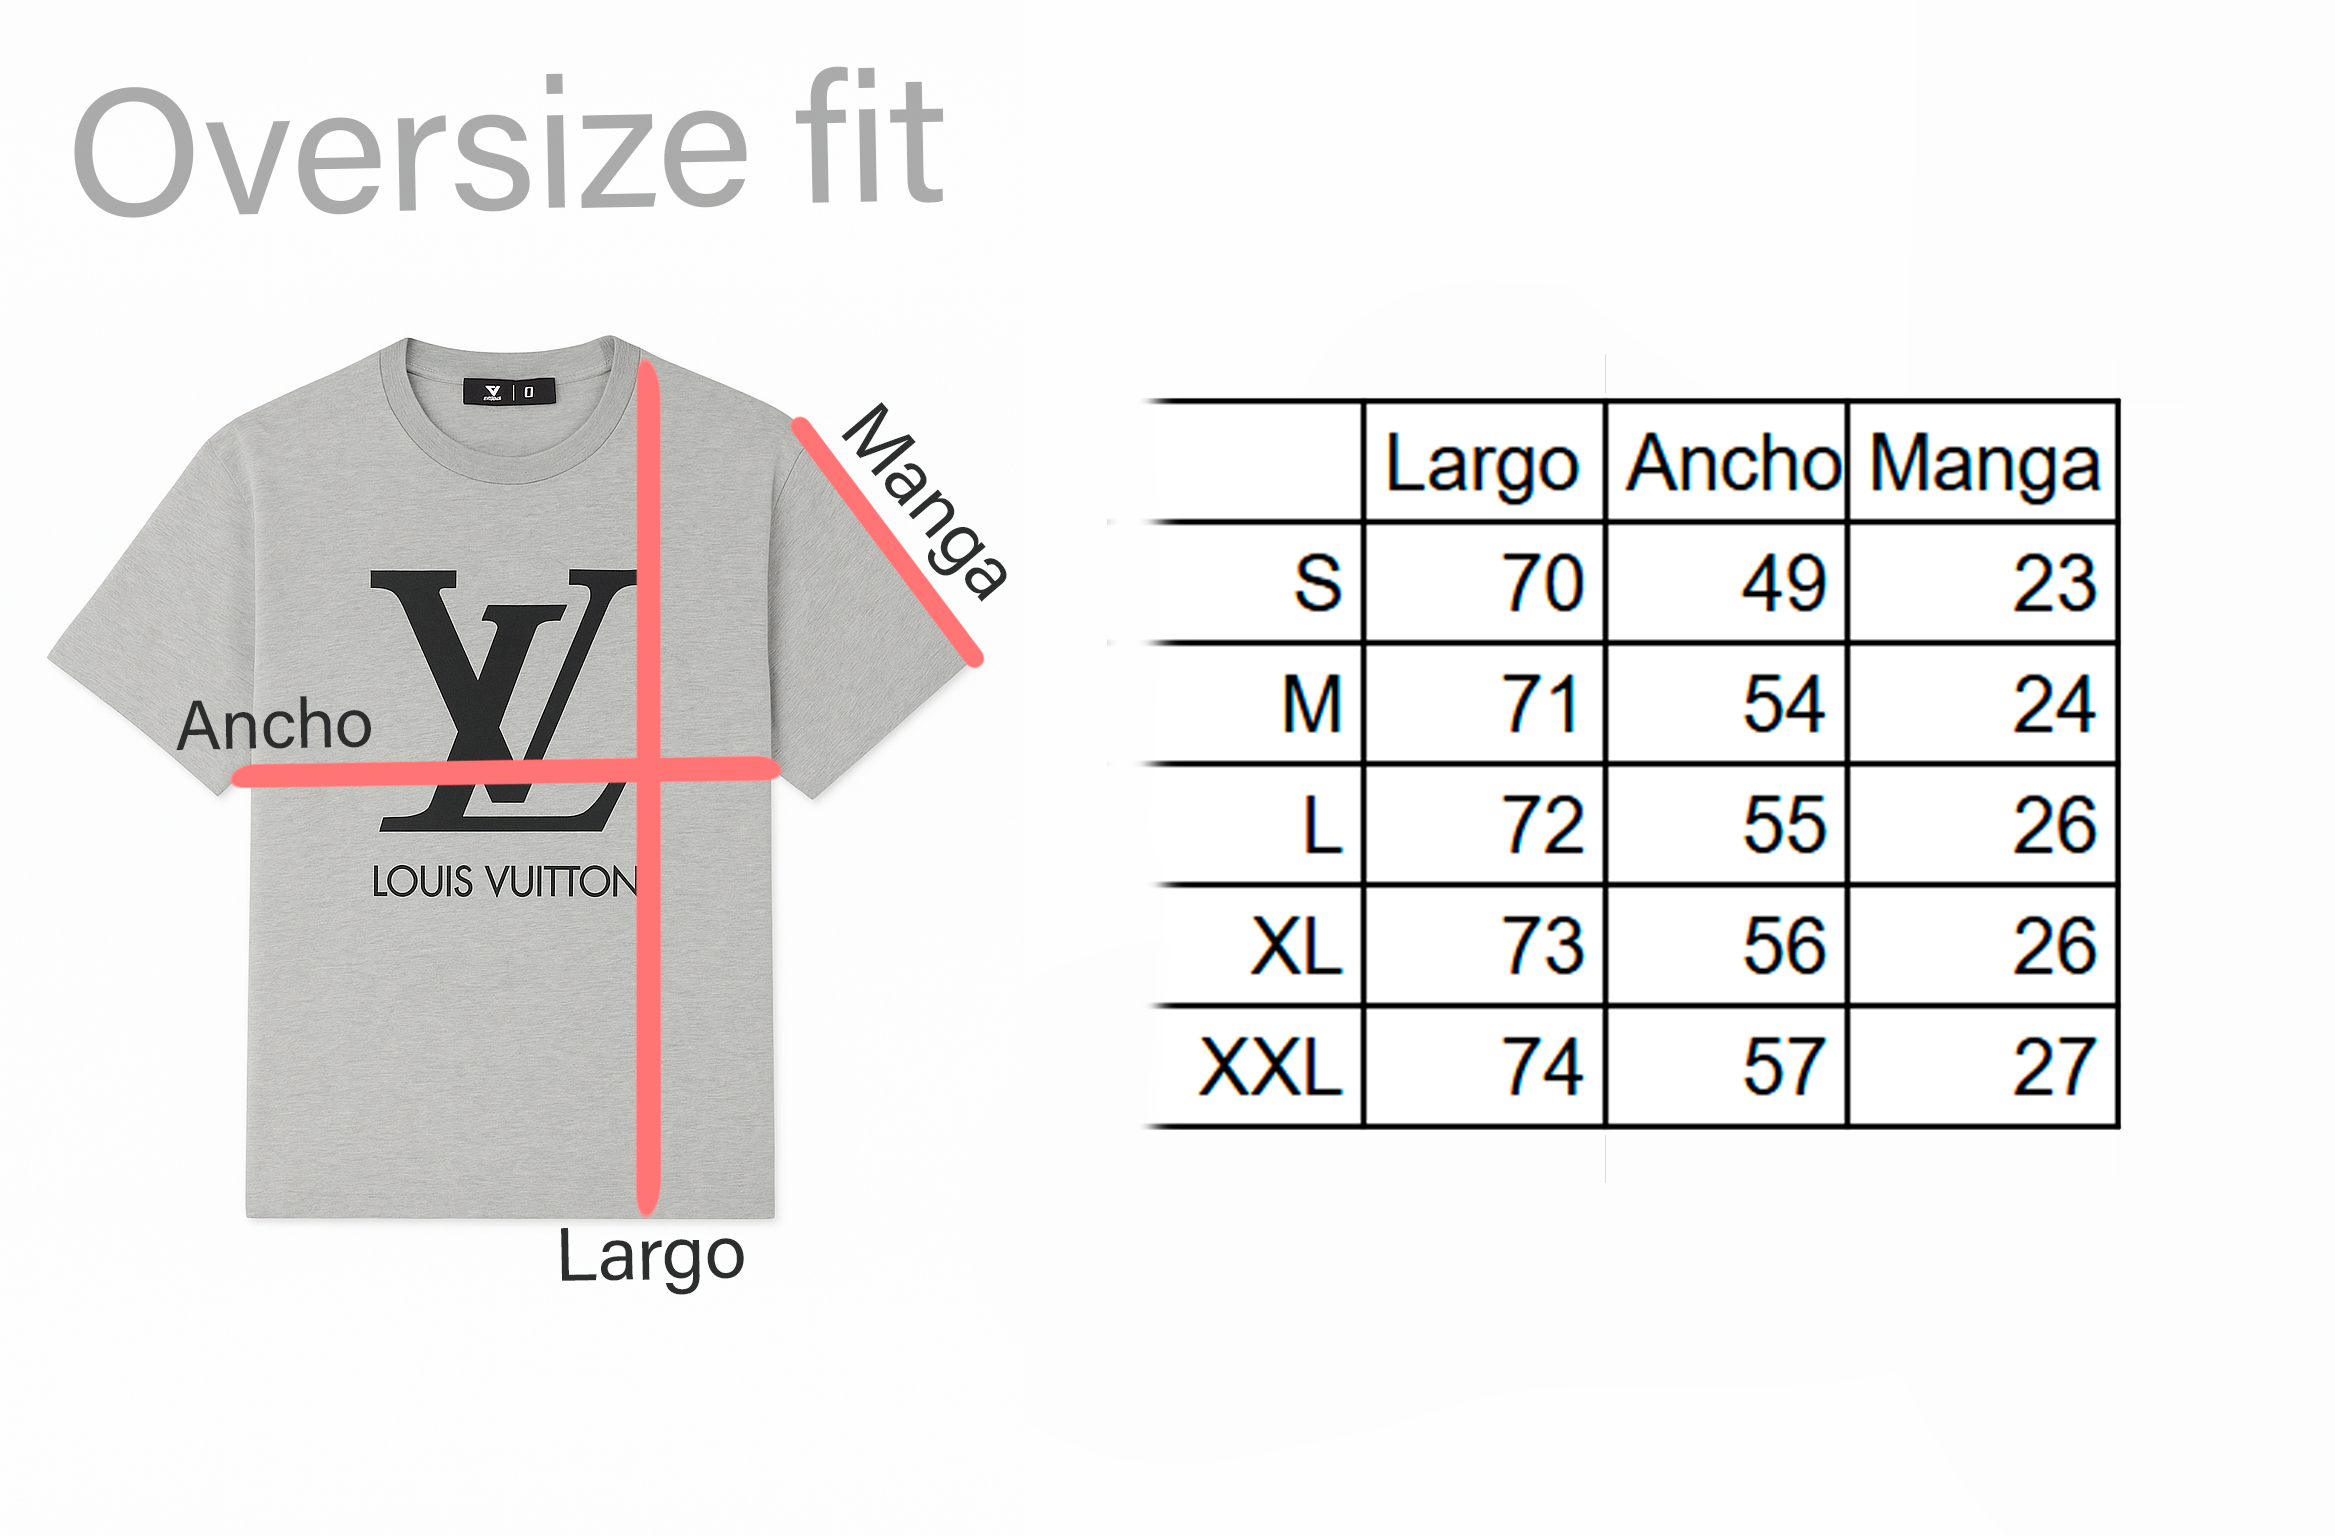 Oversize fit
Manga
Ancho
LOUIS VUITTON
Largo
Largo Ancho Manga
S 70 49 23
M 71 54 24
L 72 55 26
XL 73 56 26
XXL 74 57 27